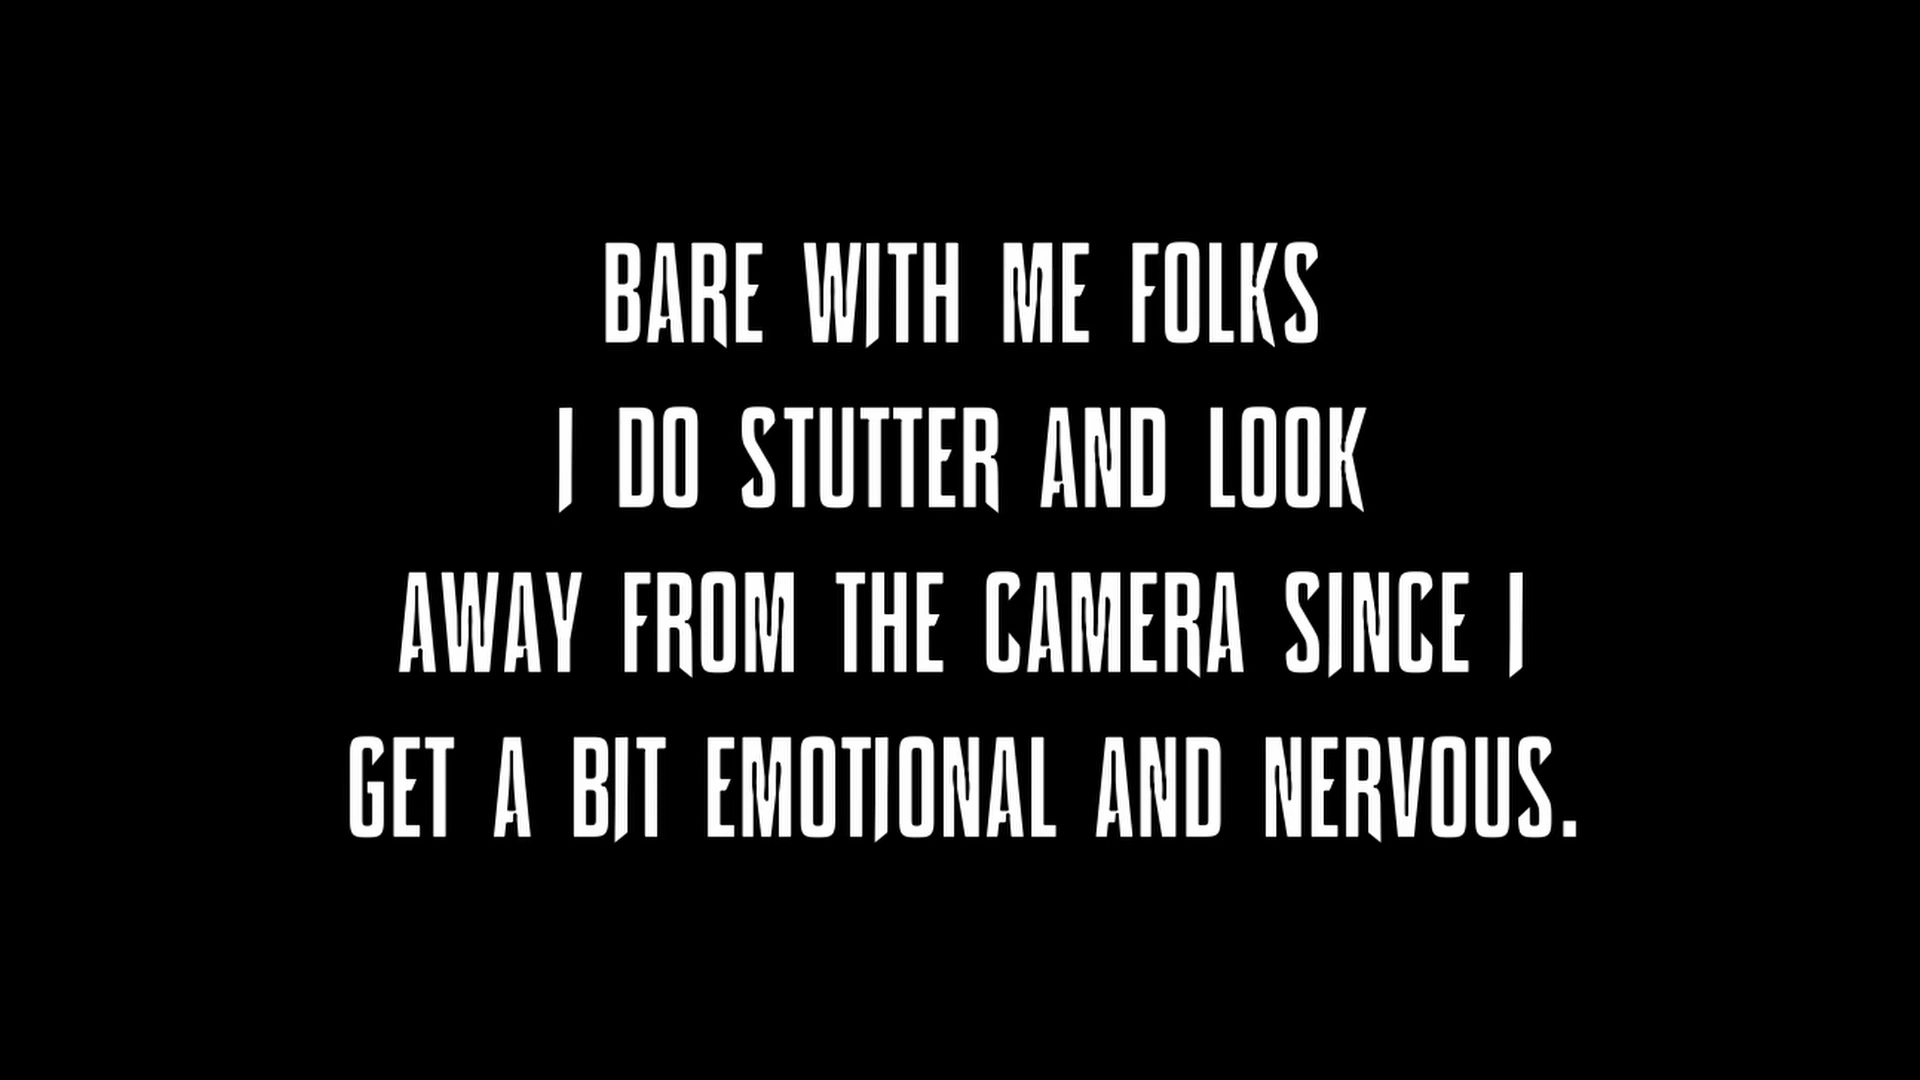 BARE WITH ME FOLKS
I DO STUTTER AND LOOK
AWAY FROM THE CAMERA SINCE I
GET A BIT EMOTIONAL AND NERVOUS.